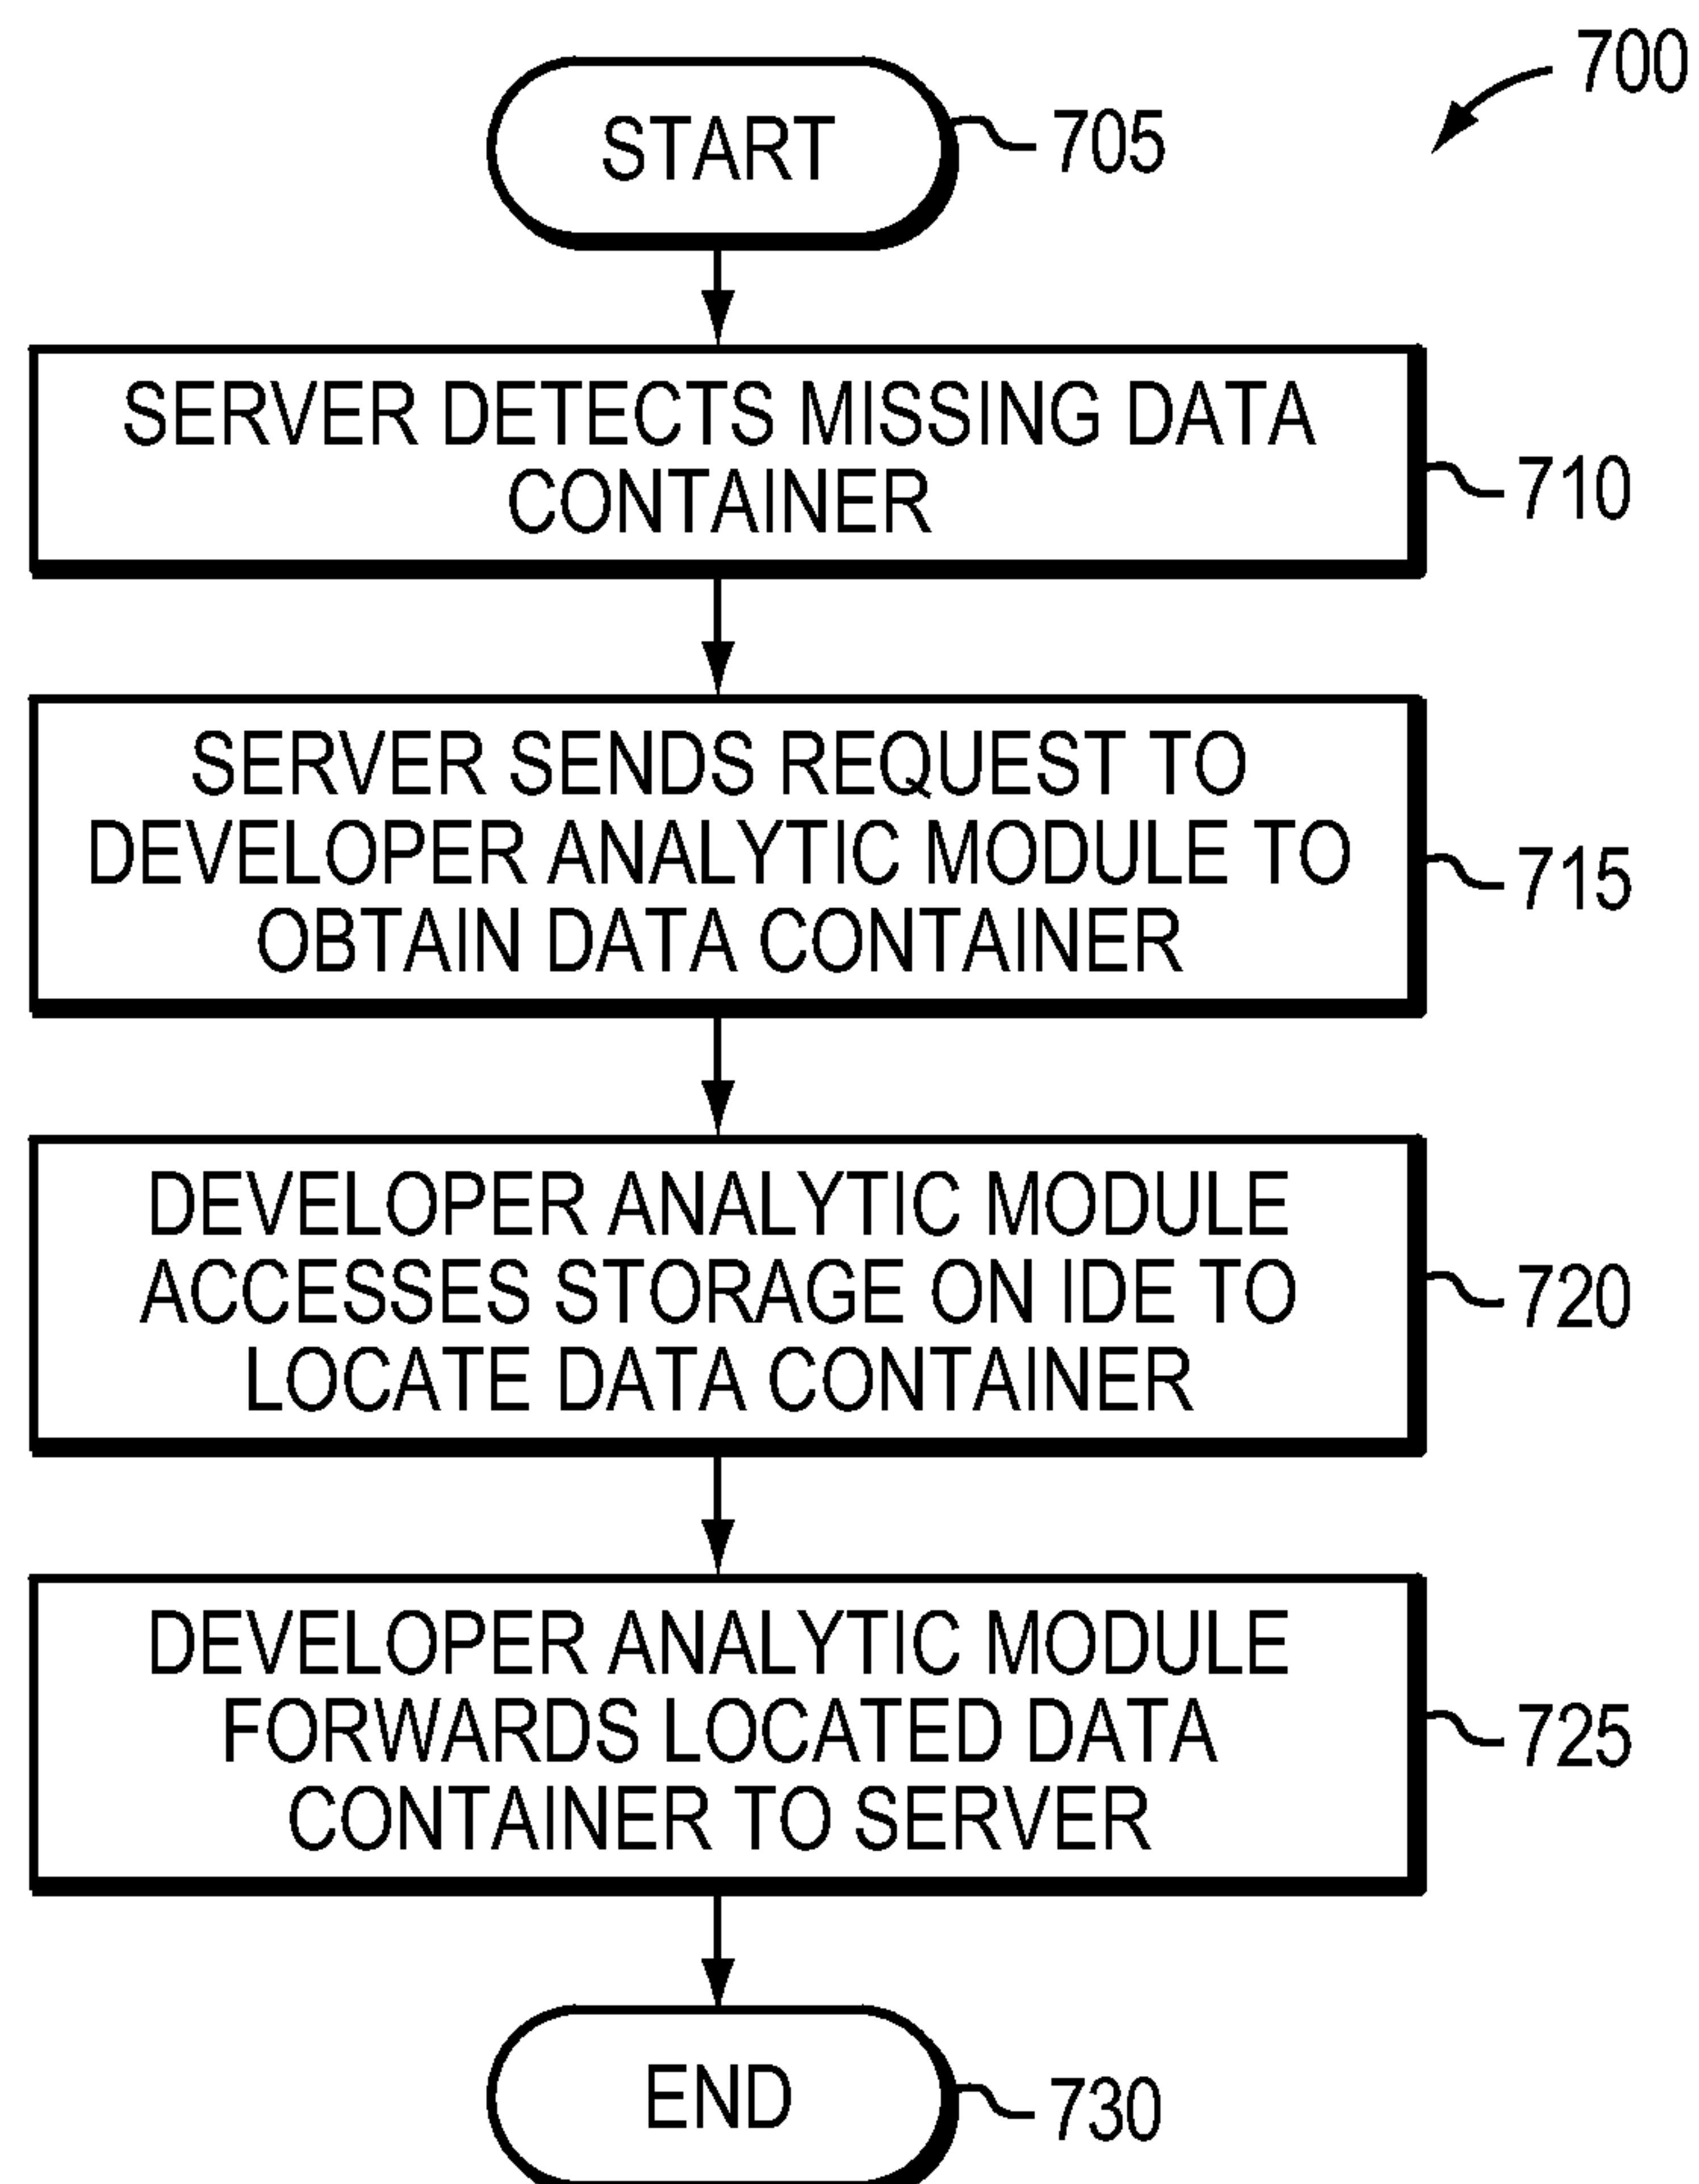 700
START
705
SERVER DETECTS MISSING DATA
CONTAINER
710
SERVER SENDS REQUEST TO
DEVELOPER ANALYTIC MODULE TO
OBTAIN DATA CONTAINER
715
DEVELOPER ANALYTIC MODULE
ACCESSES STORAGE ON IDE TO
LOCATE DATA CONTAINER
720
DEVELOPER ANALYTIC MODULE
FORWARDS LOCATED DATA
CONTAINER TO SERVER
725
END
730